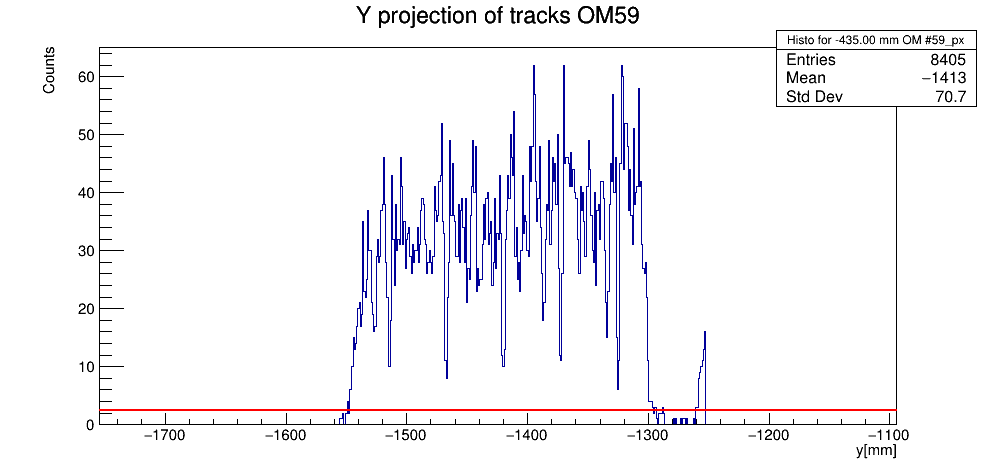 Y projection of tracks OM59
Histo for -435.00 mm OM #59_px
Entries 8405
Mean −1413
Std Dev 70.7
Counts
60
50
40
30
20
10
0
−1700 −1600 −1500 −1400 −1300 −1200 −1100
y[mm]